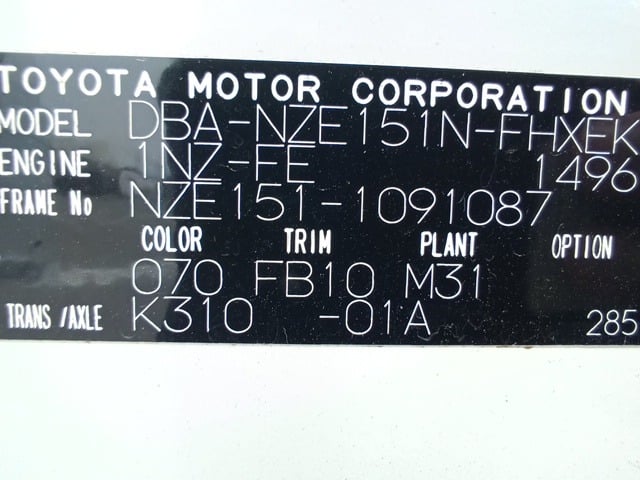 TOYOTA MOTOR CORPORATION
MODEL DBA-NZE151N-FHXEK
ENGINE 1NZ-FE 1496
FRAME No NZE151-1091087
COLOR TRIM PLANT OPTION
070 FB10 M31
TRANS/AXLE K310 -01A 285